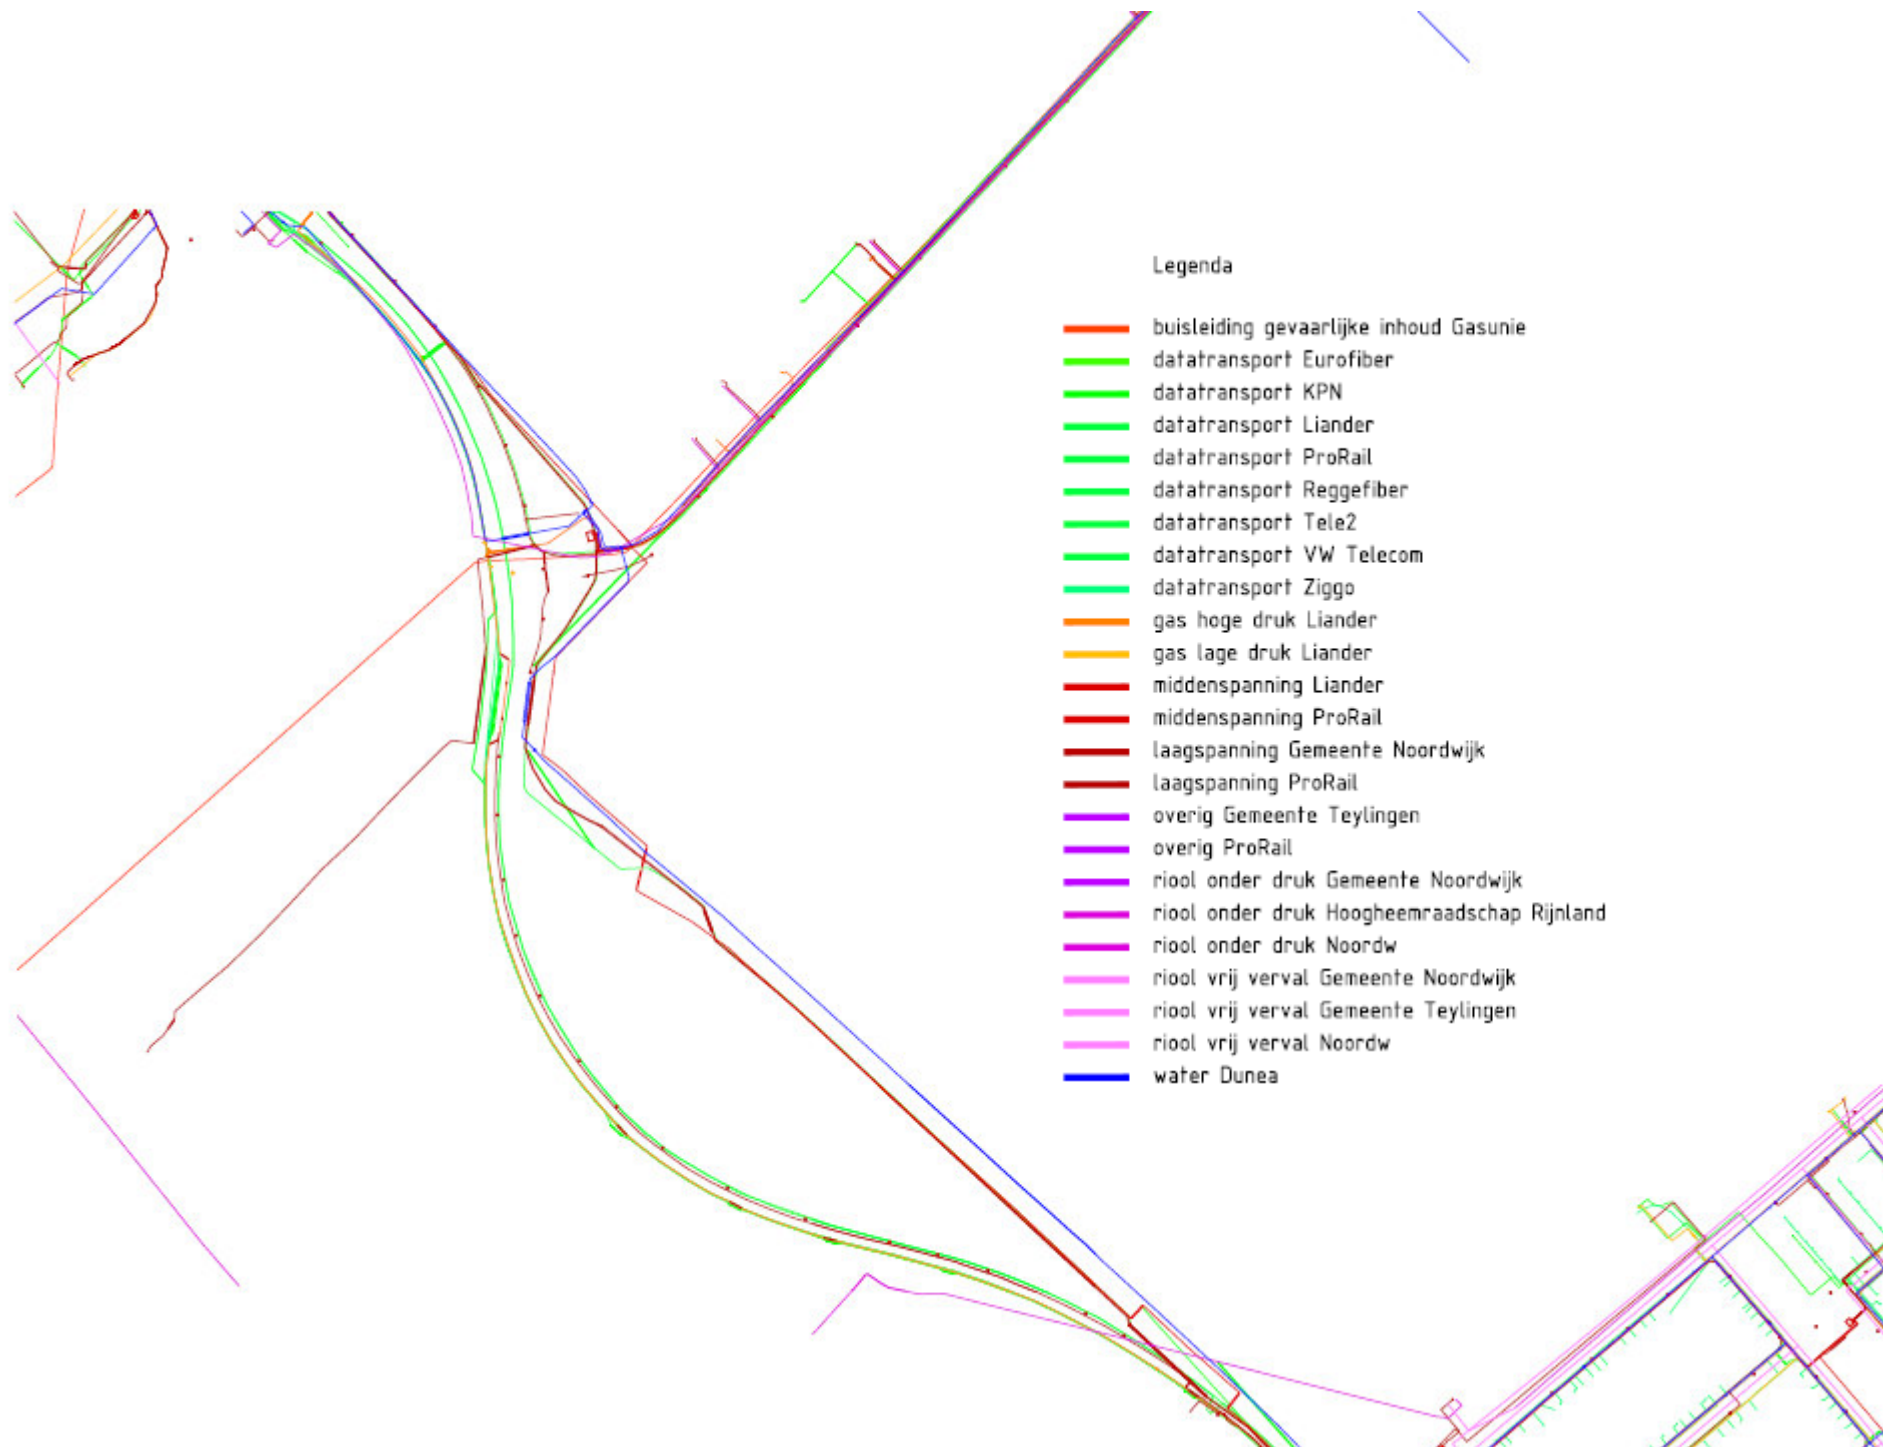 Legenda
buisleiding gevaarlijke inhoud Gasunie
datatransport Eurofiber
datatransport KPN
datatransport Liander
datatransport ProRail
datatransport Reggefiber
datatransport Tele2
datatransport VW Telecom
datatransport Ziggo
gas hoge druk Liander
gas lage druk Liander
middenspanning Liander
middenspanning ProRail
laagspanning Gemeente Noordwijk
laagspanning ProRail
overig Gemeente Teylingen
overig ProRail
riool onder druk Gemeente Noordwijk
riool onder druk Hoogheemraadschap Rijnland
riool onder druk Noordw
riool vrij verval Gemeente Noordwijk
riool vrij verval Gemeente Teylingen
riool vrij verval Noordw
water Dunea